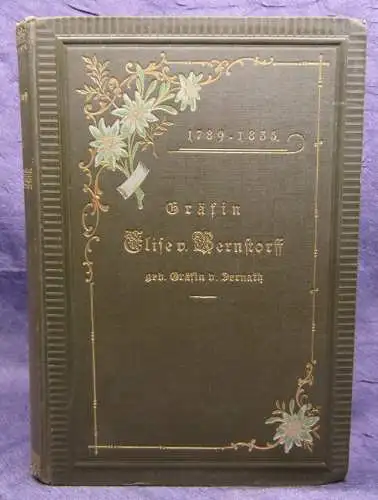 1789-1835.
Gräfin
Elise v. Bernstorff
geb. Gräfin v. Dernath